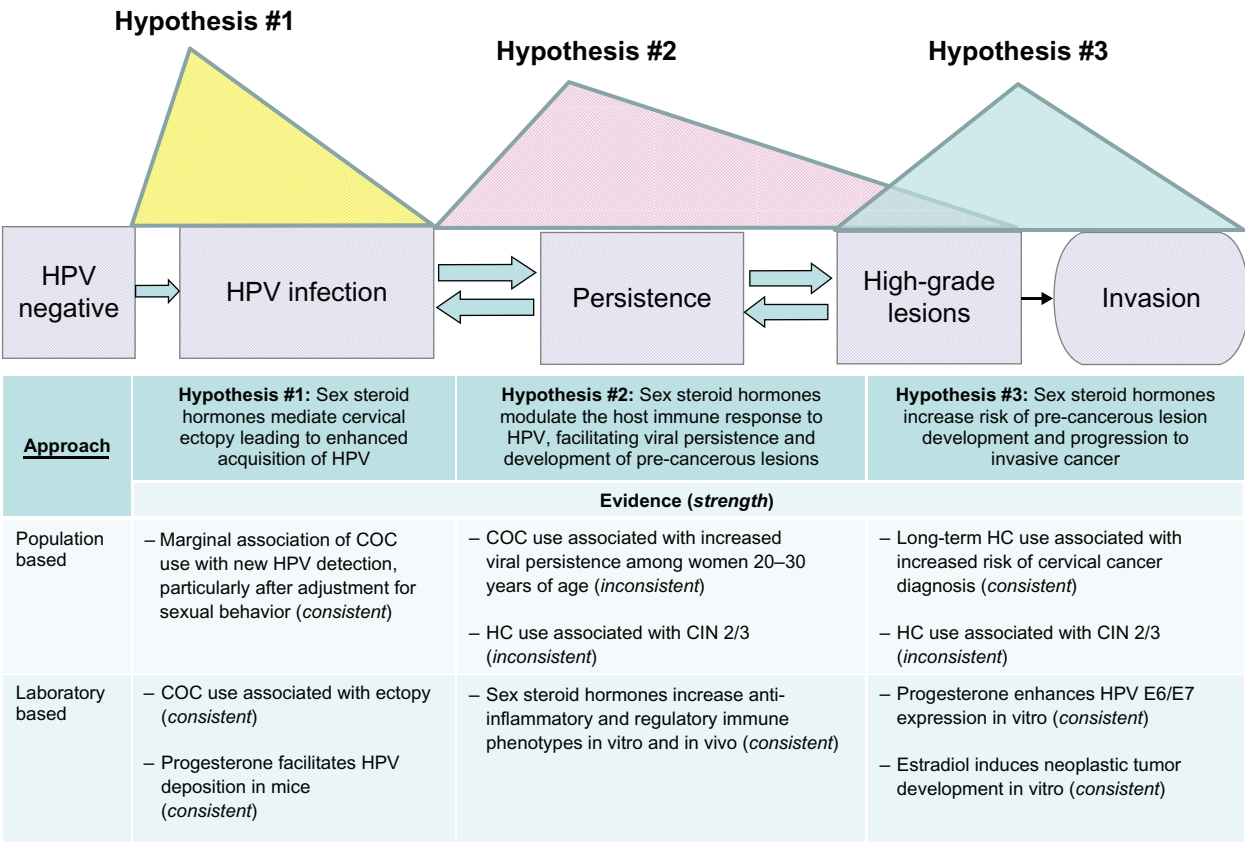 Hypothesis #1
Hypothesis #2
Hypothesis #3
HPV
negative
HPV infection
Persistence
High-grade
lesions
Invasion
Approach
Hypothesis #1: Sex steroid
hormones mediate cervical
ectopy leading to enhanced
acquisition of HPV
Hypothesis #2: Sex steroid hormones
modulate the host immune response to
HPV, facilitating viral persistence and
development of pre-cancerous lesions
Hypothesis #3: Sex steroid hormones
increase risk of pre-cancerous lesion
development and progression to
invasive cancer
Evidence (strength)
Population
based
– Marginal association of COC
use with new HPV detection,
particularly after adjustment for
sexual behavior (consistent)
– COC use associated with increased
viral persistence among women 20–30
years of age (inconsistent)
– HC use associated with CIN 2/3
(inconsistent)
– Long-term HC use associated with
increased risk of cervical cancer
diagnosis (consistent)
– HC use associated with CIN 2/3
(inconsistent)
Laboratory
based
– COC use associated with ectopy
(consistent)
– Progesterone facilitates HPV
deposition in mice
(consistent)
– Sex steroid hormones increase anti-
inflammatory and regulatory immune
phenotypes in vitro and in vivo (consistent)
– Progesterone enhances HPV E6/E7
expression in vitro (consistent)
– Estradiol induces neoplastic tumor
development in vitro (consistent)